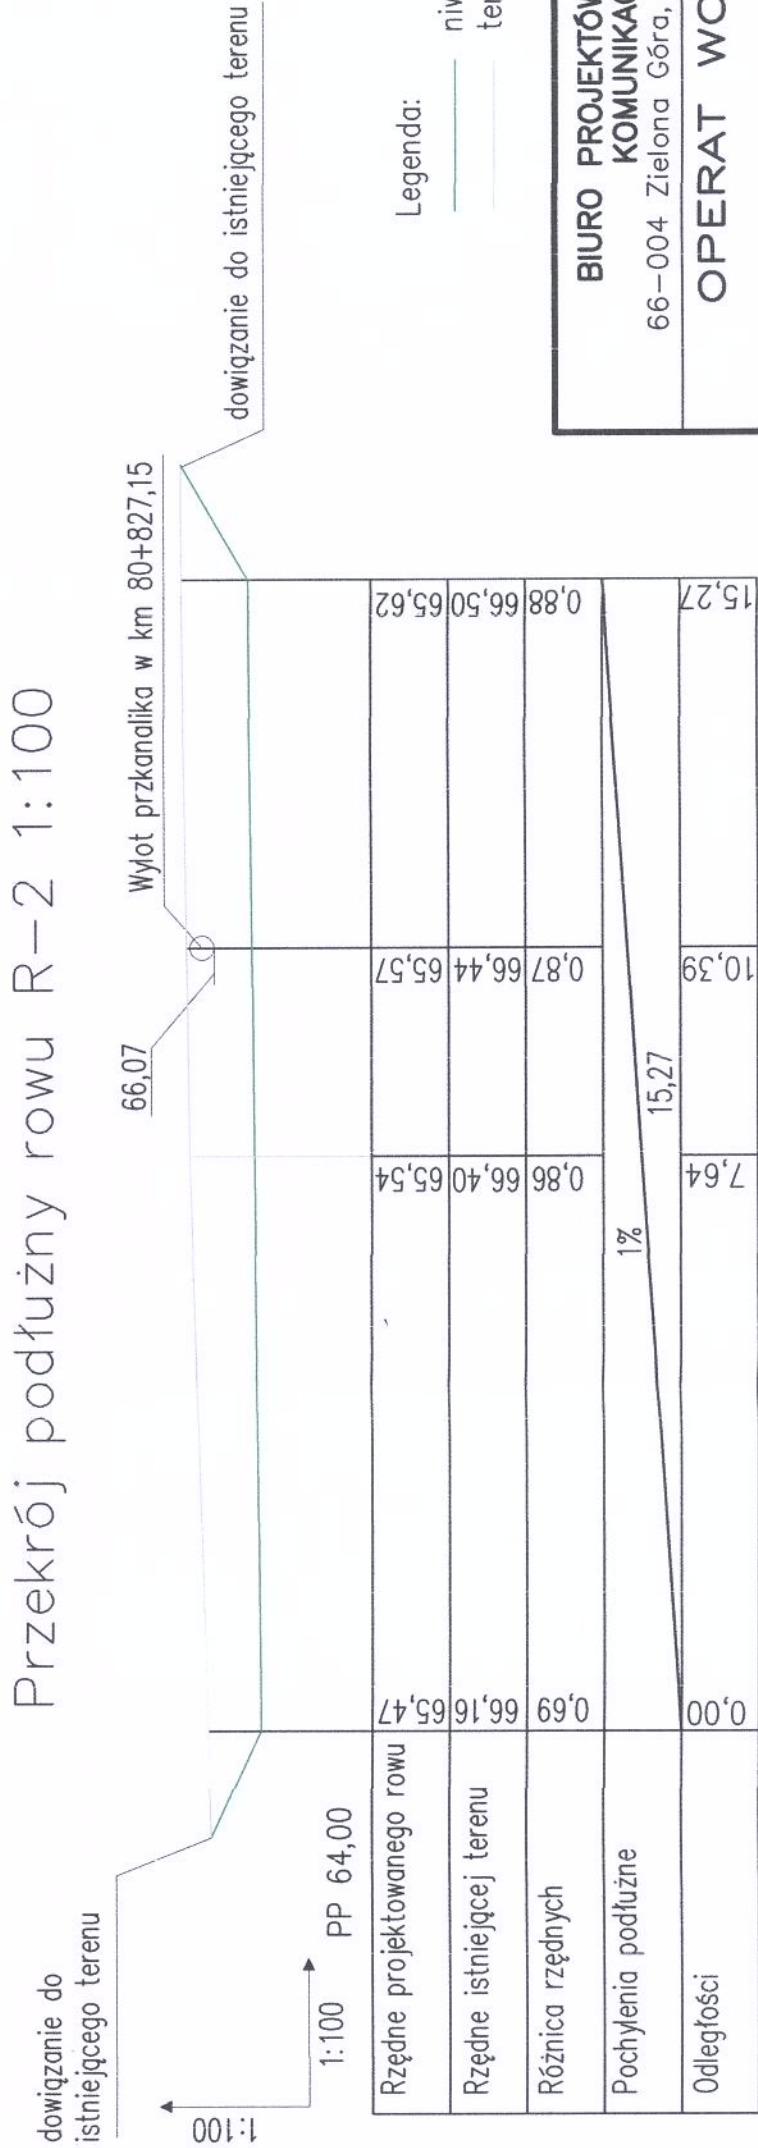 Przekrój podłużny rowu R-2 1:100
dowiązanie do
istniejącego terenu
66,07
Wylot przkanalika w km 80+827,15
dowiązanie do istniejącego terenu
1:100
1:100
PP 64,00
Legenda:
Rzędne projektowanego rowu 65,47 65,54 65,57 65,62
Rzędne istniejącej terenu 66,16 66,40 66,44 66,50
Różnica rzędnych 0,69 0,86 0,87 0,88
Pochylenia podłużne 1% 15,27
Odległości 0,00 7,64 10,39 15,27
BIURO PROJEKTÓW
66-004 Zielona Góra,
OPERAT